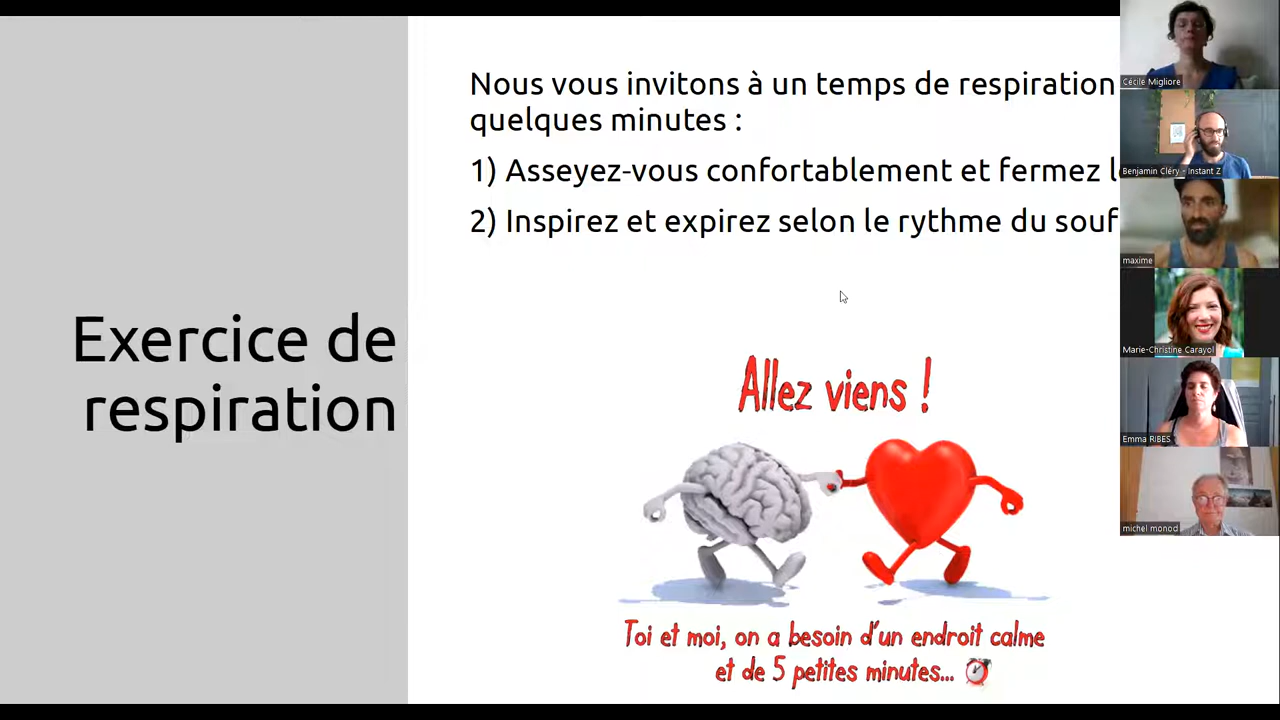 Exercice de
respiration
Nous vous invitons à un temps de respiration
quelques minutes :
1) Asseyez-vous confortablement et fermez l
2) Inspirez et expirez selon le rythme du souf
Allez viens !
Toi et moi, on a besoin d'un endroit calme
et de 5 petites minutes...
Cécile Migliore
Benjamin Cléry - Instant Z
maxime
Marie-Christine Carayol
Emma RIBES
michel monod